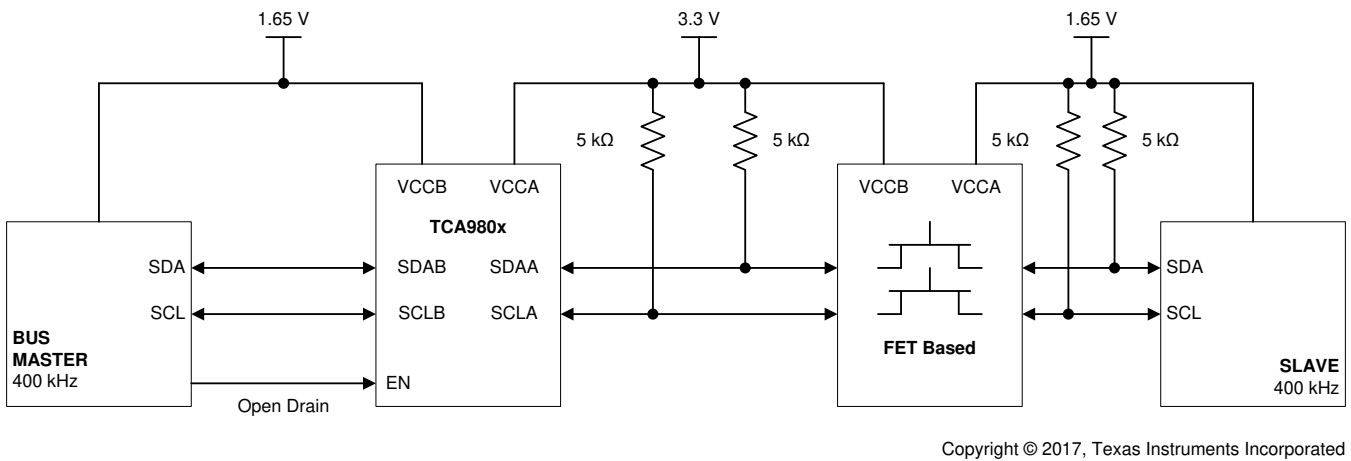 1.65 V
3.3 V
1.65 V
5 kΩ
5 kΩ
5 kΩ
5 kΩ
VCCB
VCCA
VCCB
VCCA
TCA980x
SDA
SDAB
SDAA
SDA
SCL
SCLB
SCLA
SCL
BUS
MASTER
400 kHz
FET Based
SLAVE
400 kHz
EN
Open Drain
Copyright © 2017, Texas Instruments Incorporated